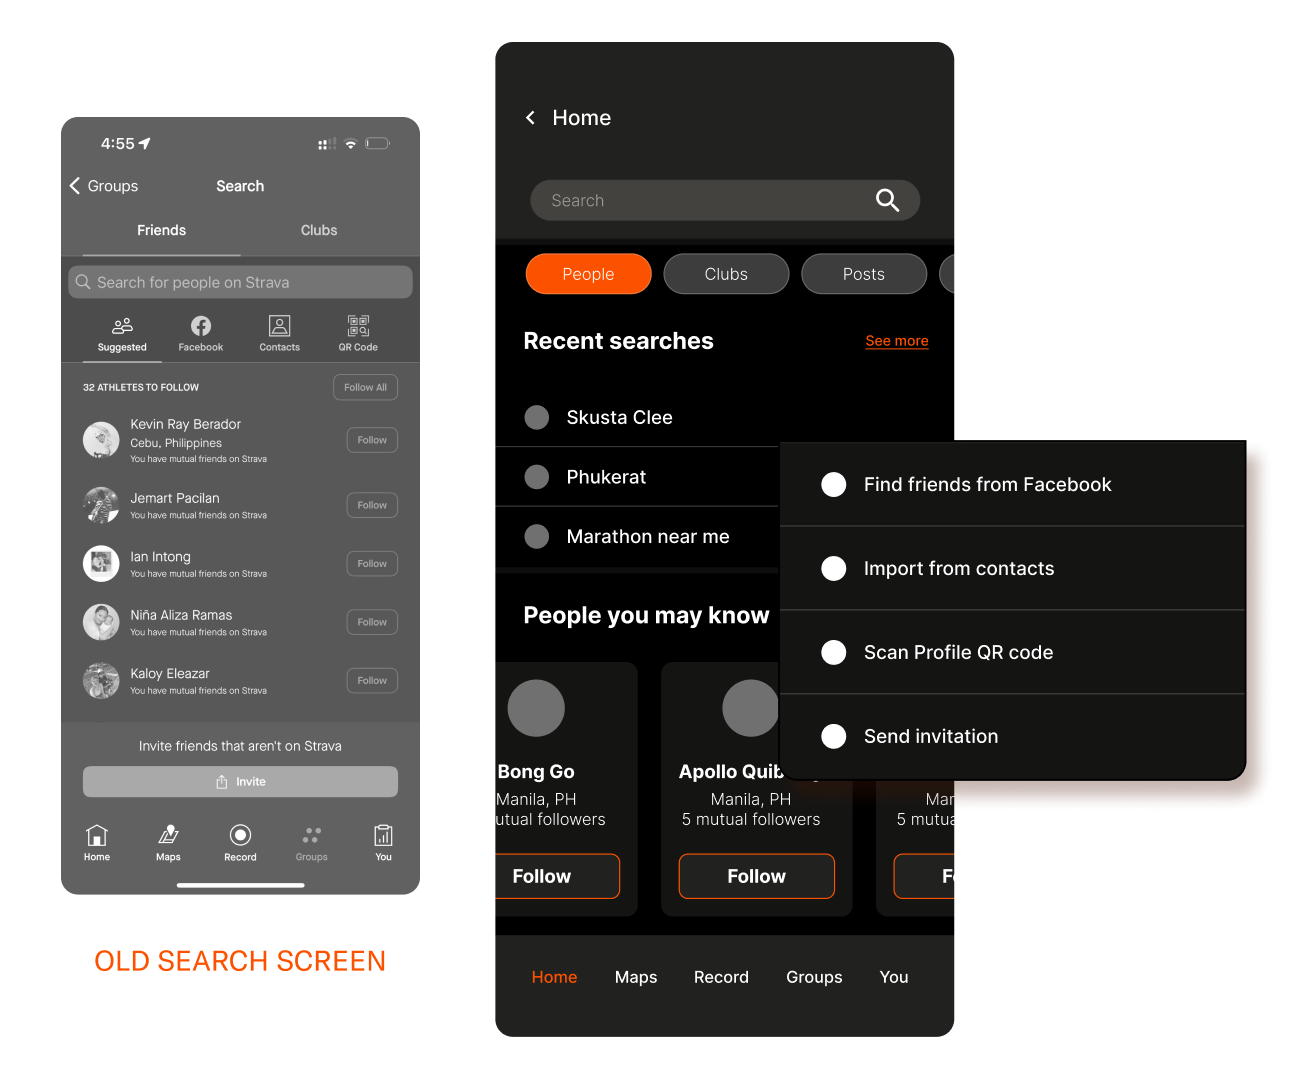 4:55
Groups
Search
Friends
Clubs
Search for people on Strava
Suggested
Facebook
Contacts
QR Code
32 ATHLETES TO FOLLOW
Follow All
Kevin Ray Berador
Cebu, Philippines
You have mutual friends on Strava
Follow
Jemart Pacilan
You have mutual friends on Strava
Follow
Ian Intong
You have mutual friends on Strava
Follow
Niña Aliza Ramas
You have mutual friends on Strava
Follow
Kaloy Eleazar
You have mutual friends on Strava
Follow
Invite friends that aren't on Strava
Invite
Home
Maps
Record
Groups
You
OLD SEARCH SCREEN
Home
Search
People
Clubs
Posts
Recent searches
See more
Skusta Clee
Phukerat
Marathon near me
People you may know
Bong Go
Manila, PH
followers
Follow
Apollo
Manila, PH
5 mutual followers
Follow
5
Find friends from Facebook
Import from contacts
Scan Profile QR code
Send invitation
Home
Maps
Record
Groups
You